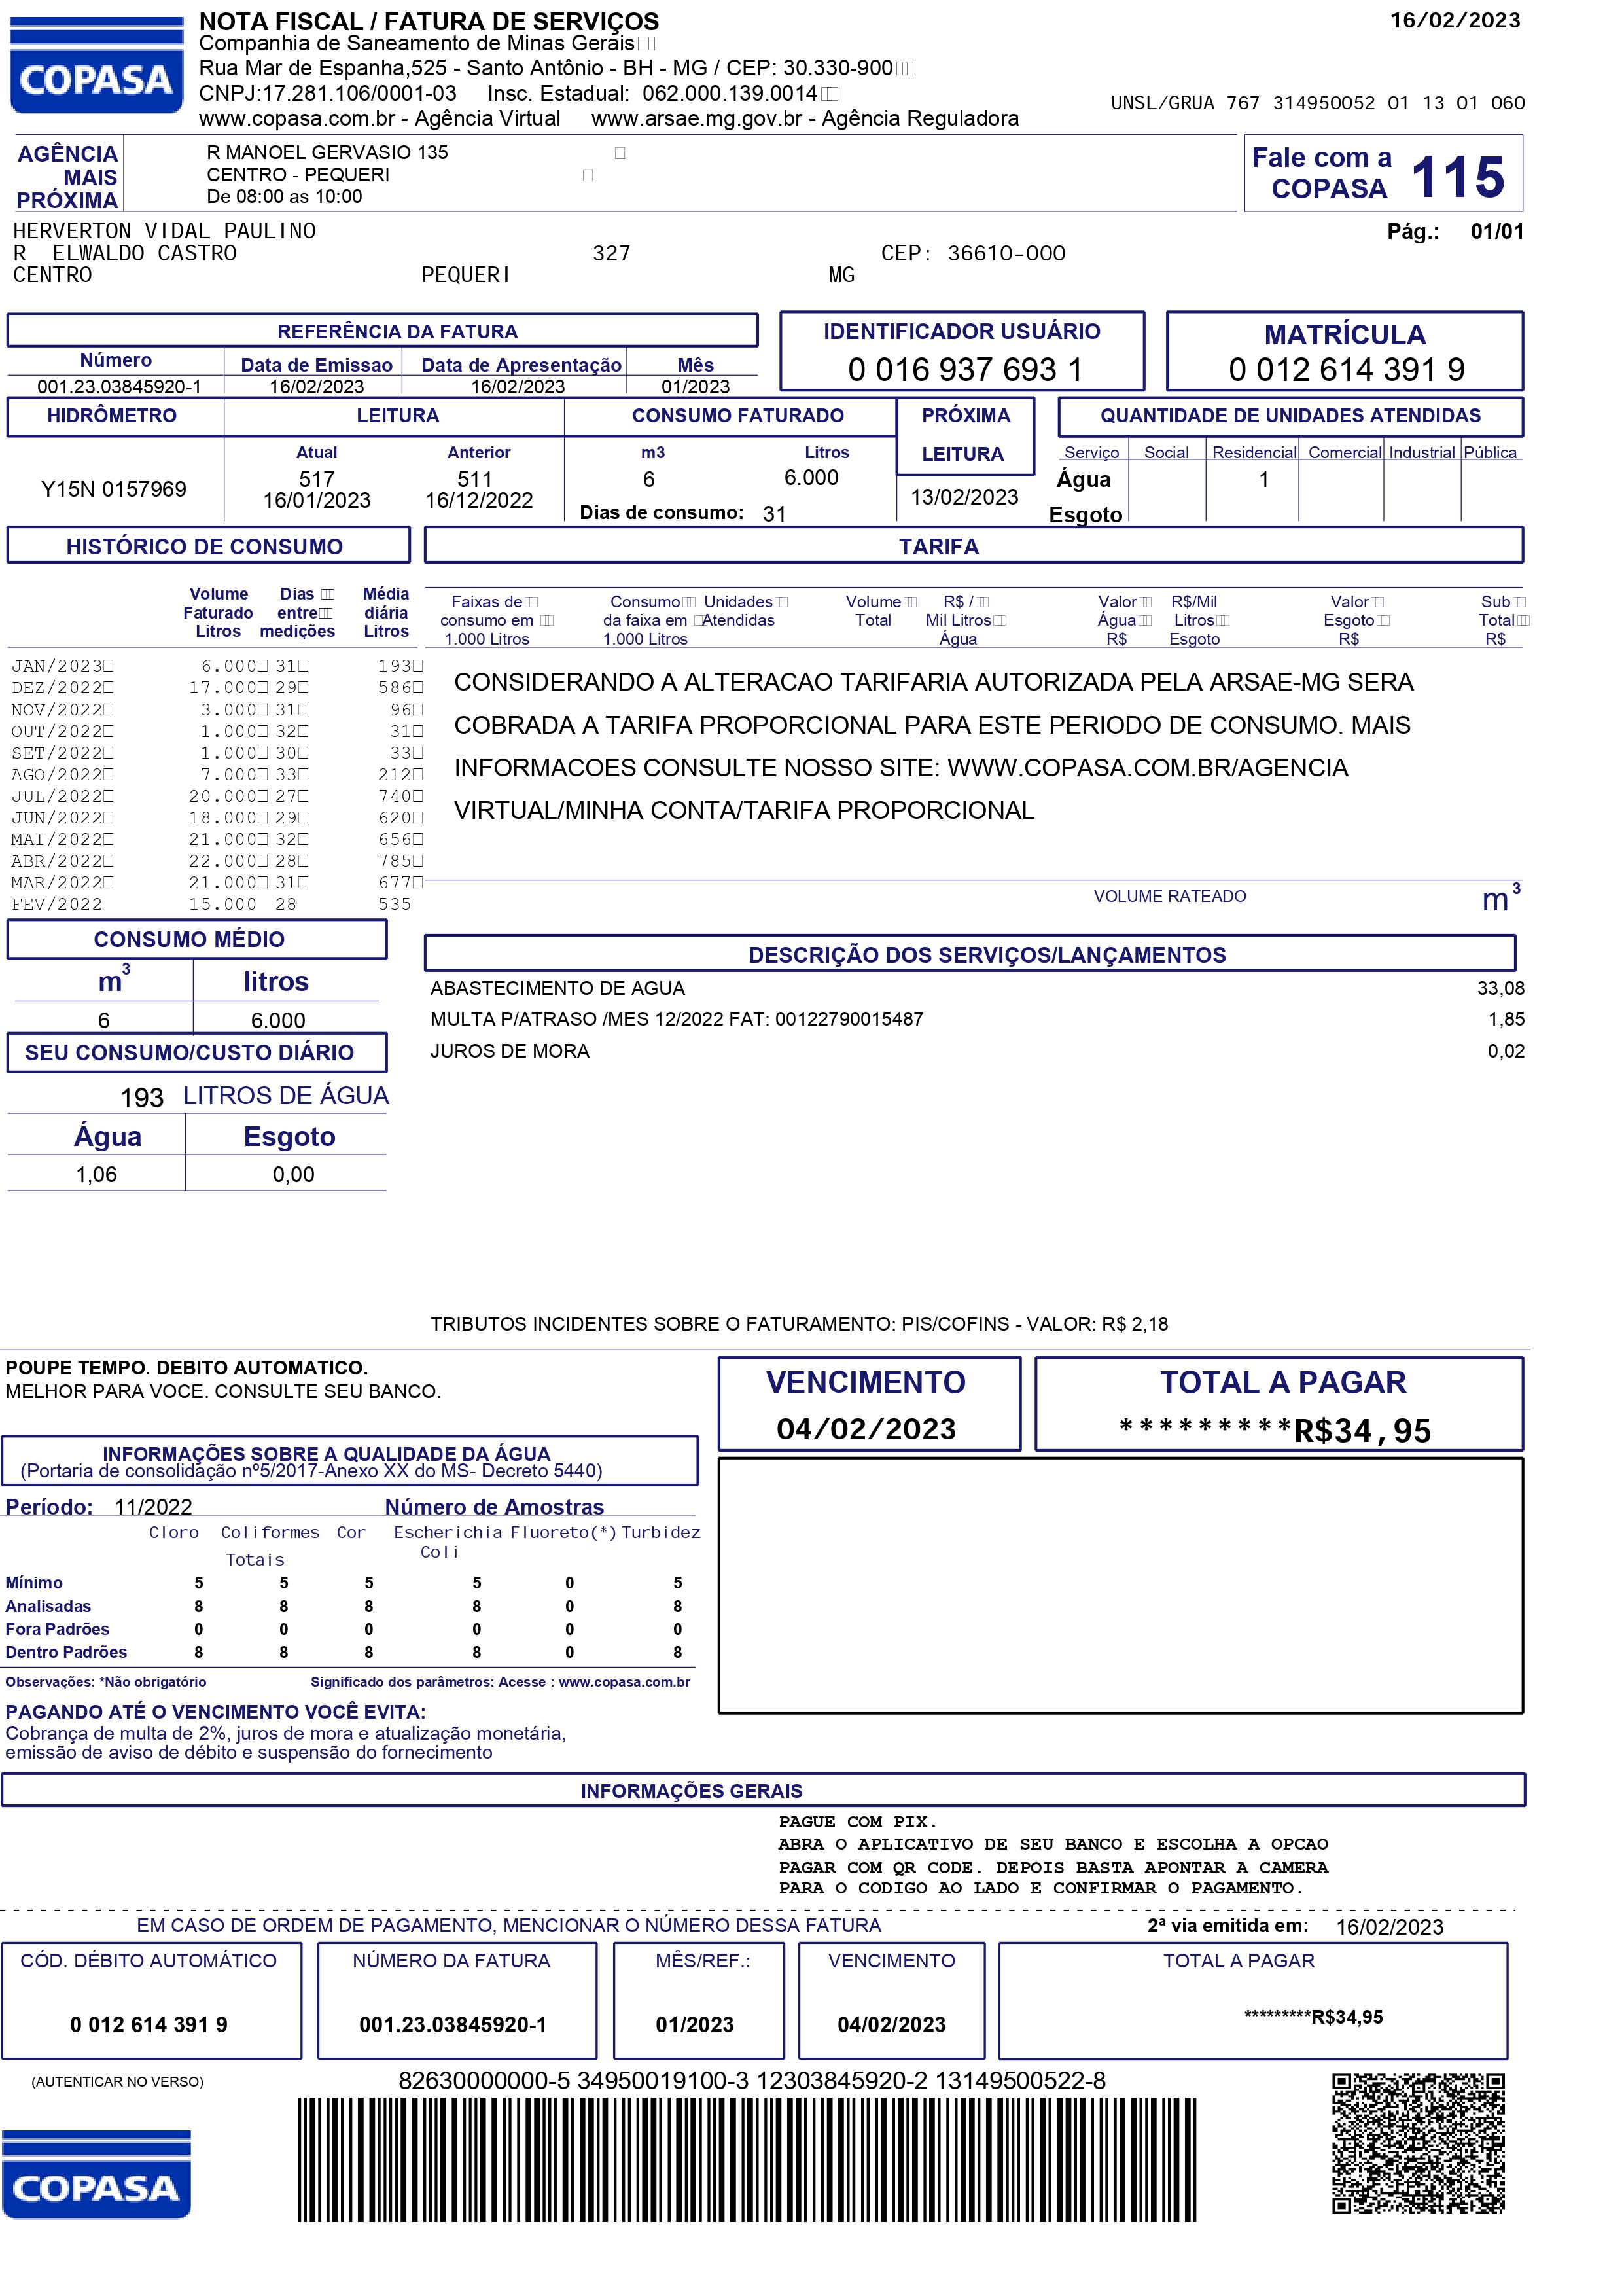 COPASA
NOTA FISCAL / FATURA DE SERVIÇOS 16/02/2023
Companhia de Saneamento de Minas Gerais
Rua Mar de Espanha,525 - Santo Antônio - BH - MG / CEP: 30.330-900
CNPJ:17.281.106/0001-03 Insc. Estadual: 062.000.139.0014
UNSL/GRUA 767 314950052 01 13 01 060
www.copasa.com.br - Agência Virtual www.arsae.mg.gov.br - Agência Reguladora
AGÊNCIA MAIS PRÓXIMA
R MANOEL GERVASIO 135
CENTRO - PEQUERI
De 08:00 as 10:00
Fale com a COPASA 115
HERVERTON VIDAL PAULINO Pág.: 01/01
R ELWALDO CASTRO 327 CEP: 36610-000
CENTRO PEQUERI MG
REFERÊNCIA DA FATURA
Número Data de Emissao Data de Apresentação Mês
001.23.03845920-1 16/02/2023 16/02/2023 01/2023
IDENTIFICADOR USUÁRIO
0 016 937 693 1
MATRÍCULA
0 012 614 391 9
HIDRÔMETRO LEITURA CONSUMO FATURADO PRÓXIMA LEITURA QUANTIDADE DE UNIDADES ATENDIDAS
Atual Anterior m3 Litros Serviço Social Residencial Comercial Industrial Pública
Y15N 0157969 517 511 6 6.000 Água 1
16/01/2023 16/12/2022 13/02/2023
Dias de consumo: 31 Esgoto
HISTÓRICO DE CONSUMO
Volume Faturado Litros Dias entre medições Média diária Litros
JAN/2023 6.000 31 193
DEZ/2022 17.000 29 586
NOV/2022 3.000 31 96
OUT/2022 1.000 32 31
SET/2022 1.000 30 33
AGO/2022 7.000 33 212
JUL/2022 20.000 27 740
JUN/2022 18.000 29 620
MAI/2022 21.000 32 656
ABR/2022 22.000 28 785
MAR/2022 21.000 31 677
FEV/2022 15.000 28 535
TARIFA
Faixas de consumo em 1.000 Litros Consumo da faixa em 1.000 Litros Unidades Atendidas Volume Total R$ / Mil Litros Água Valor Água R$ R$/Mil Litros Esgoto Valor Esgoto R$ Sub Total R$
CONSIDERANDO A ALTERACAO TARIFARIA AUTORIZADA PELA ARSAE-MG SERA
COBRADA A TARIFA PROPORCIONAL PARA ESTE PERIODO DE CONSUMO. MAIS
INFORMACOES CONSULTE NOSSO SITE: WWW.COPASA.COM.BR/AGENCIA
VIRTUAL/MINHA CONTA/TARIFA PROPORCIONAL
VOLUME RATEADO m³
CONSUMO MÉDIO
m³ litros
6 6.000
SEU CONSUMO/CUSTO DIÁRIO
193 LITROS DE ÁGUA
Água Esgoto
1,06 0,00
DESCRIÇÃO DOS SERVIÇOS/LANÇAMENTOS
ABASTECIMENTO DE AGUA 33,08
MULTA P/ATRASO /MES 12/2022 FAT: 00122790015487 1,85
JUROS DE MORA 0,02
TRIBUTOS INCIDENTES SOBRE O FATURAMENTO: PIS/COFINS - VALOR: R$ 2,18
POUPE TEMPO. DEBITO AUTOMATICO.
MELHOR PARA VOCE. CONSULTE SEU BANCO.
VENCIMENTO
04/02/2023
TOTAL A PAGAR
*********R$34,95
INFORMAÇÕES SOBRE A QUALIDADE DA ÁGUA
(Portaria de consolidação nº5/2017-Anexo XX do MS- Decreto 5440)
Período: 11/2022 Número de Amostras
Cloro Coliformes Totais Cor Escherichia Coli Fluoreto(*) Turbidez
Mínimo 5 5 5 5 0 5
Analisadas 8 8 8 8 0 8
Fora Padrões 0 0 0 0 0 0
Dentro Padrões 8 8 8 8 0 8
Observações: *Não obrigatório Significado dos parâmetros: Acesse : www.copasa.com.br
PAGANDO ATÉ O VENCIMENTO VOCÊ EVITA:
Cobrança de multa de 2%, juros de mora e atualização monetária,
emissão de aviso de débito e suspensão do fornecimento
INFORMAÇÕES GERAIS
PAGUE COM PIX.
ABRA O APLICATIVO DE SEU BANCO E ESCOLHA A OPCAO
PAGAR COM QR CODE. DEPOIS BASTA APONTAR A CAMERA
PARA O CODIGO AO LADO E CONFIRMAR O PAGAMENTO.
EM CASO DE ORDEM DE PAGAMENTO, MENCIONAR O NÚMERO DESSA FATURA 2ª via emitida em: 16/02/2023
CÓD. DÉBITO AUTOMÁTICO NÚMERO DA FATURA MÊS/REF.: VENCIMENTO TOTAL A PAGAR
0 012 614 391 9 001.23.03845920-1 01/2023 04/02/2023 *********R$34,95
(AUTENTICAR NO VERSO) 82630000000-5 34950019100-3 12303845920-2 13149500522-8
COPASA